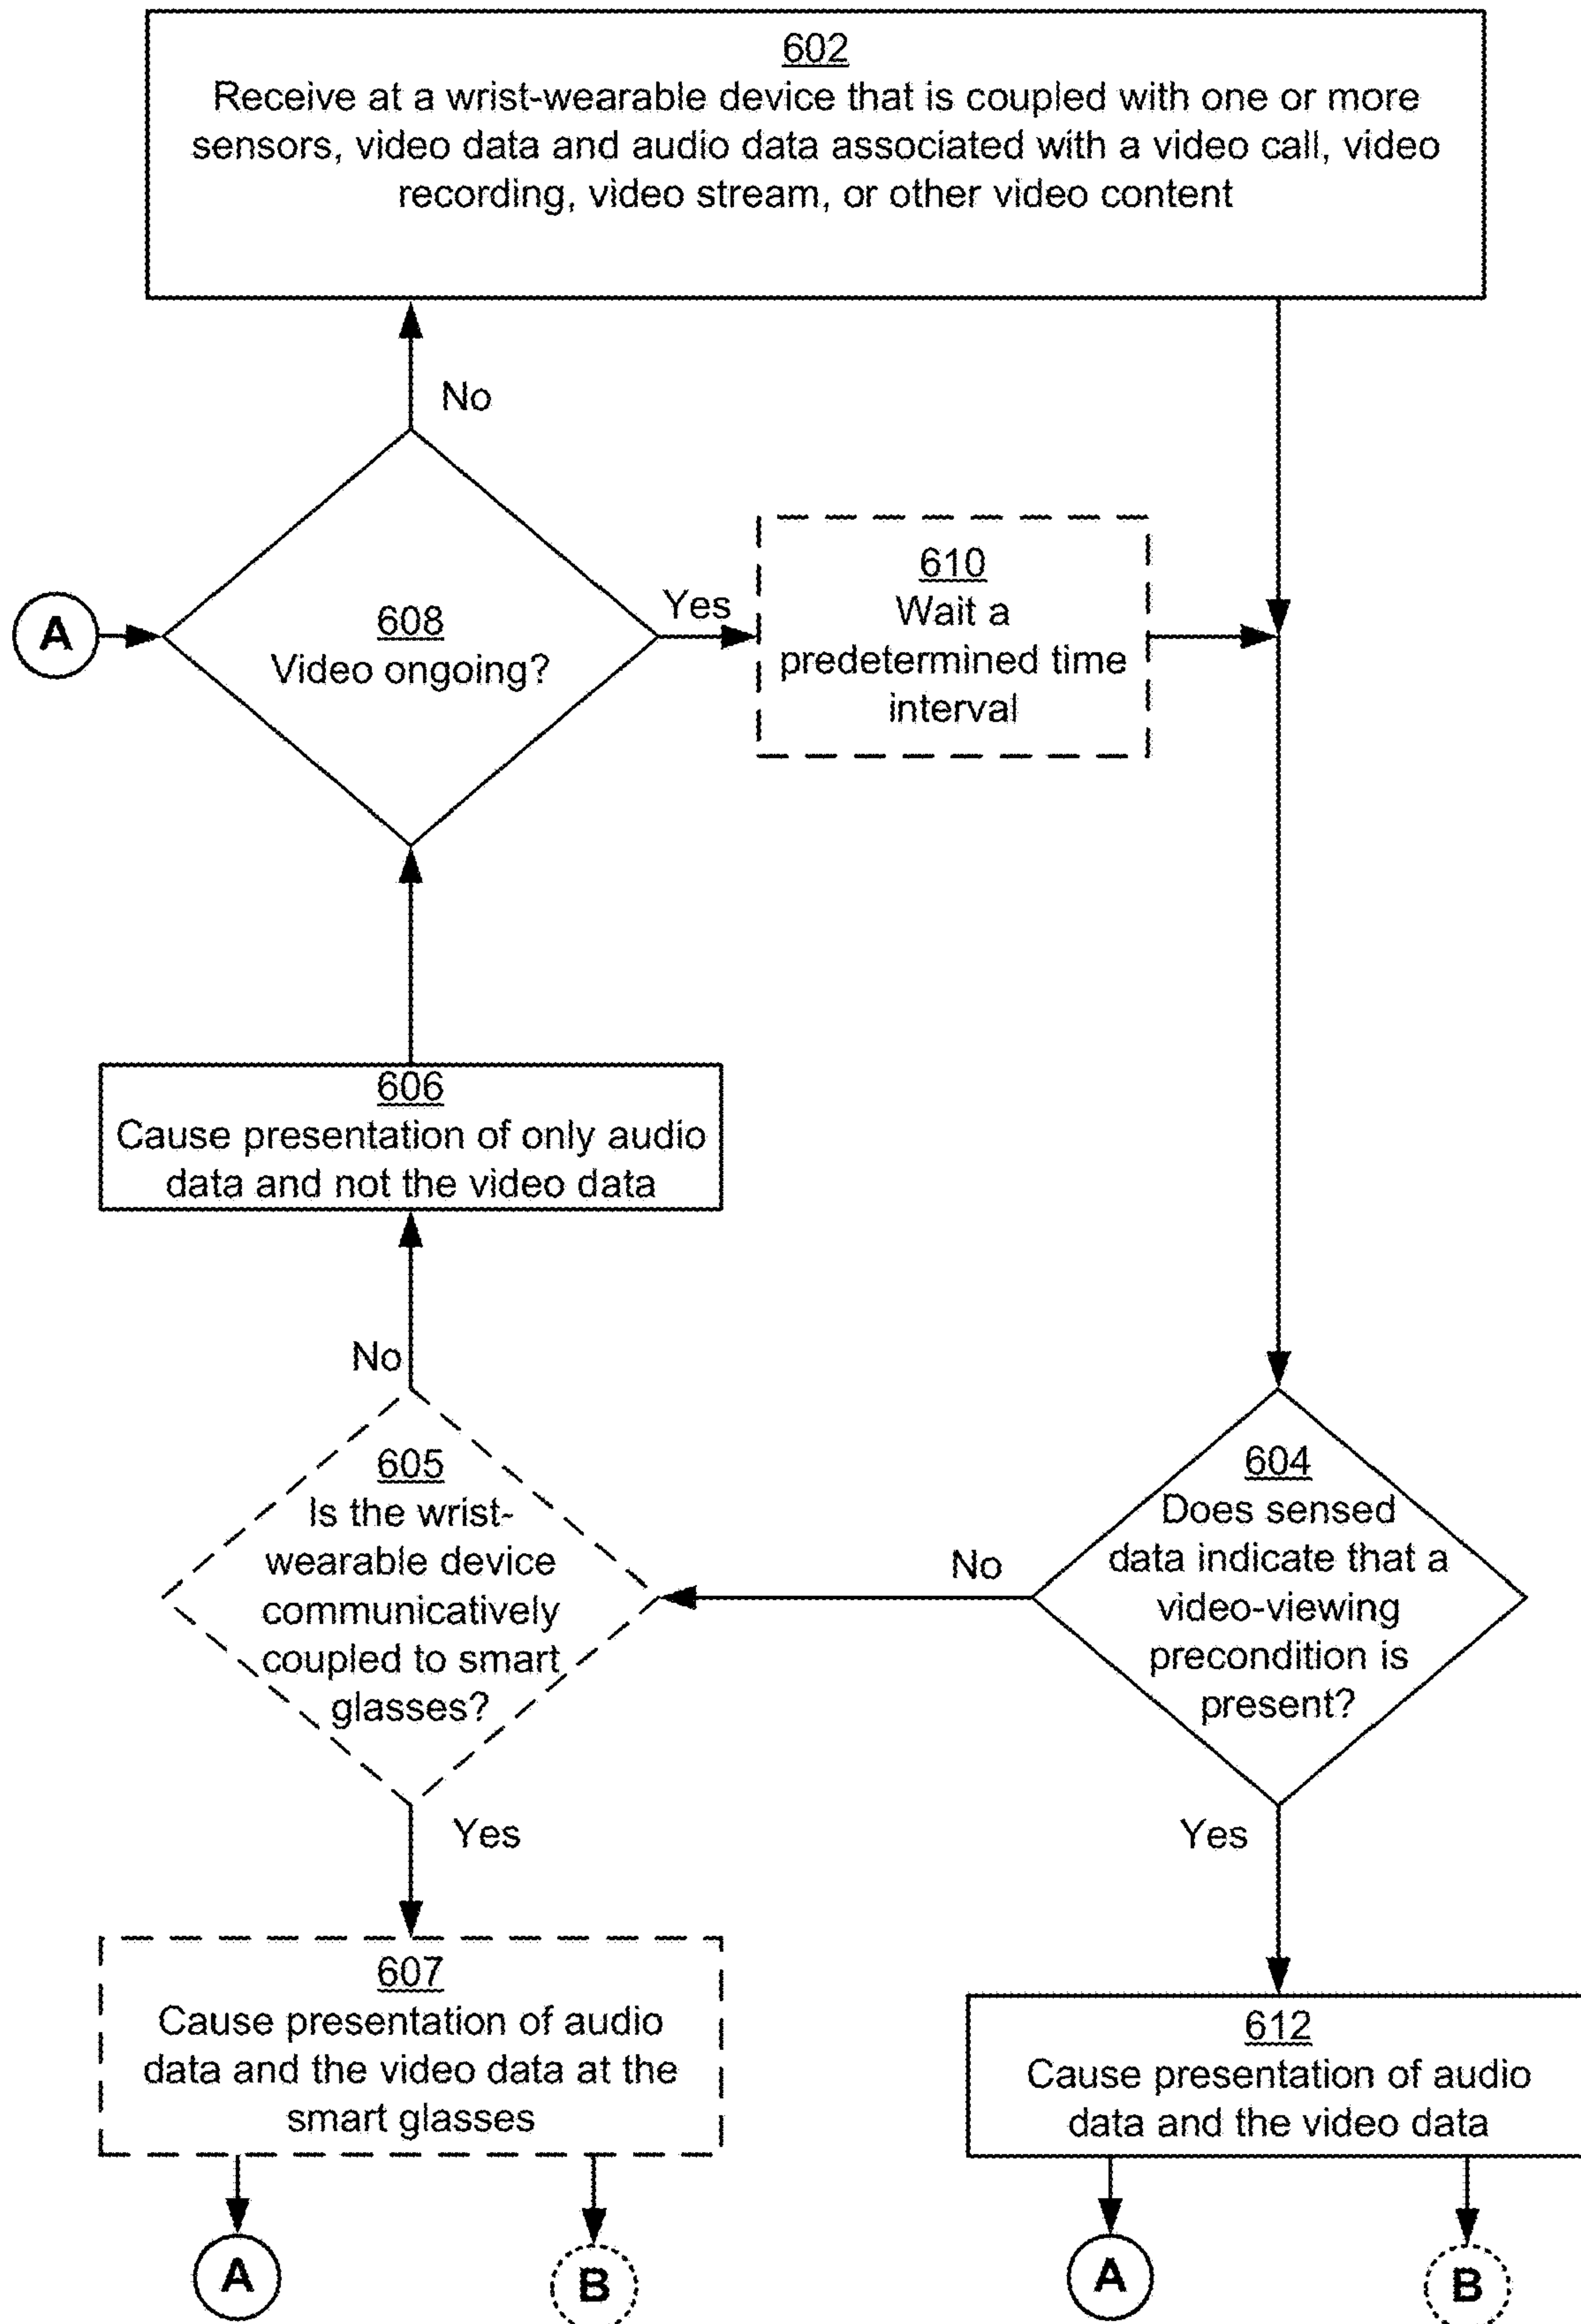 602
Receive at a wrist-wearable device that is coupled with one or more
sensors, video data and audio data associated with a video call, video
recording, video stream, or other video content
No
A
608
Video ongoing?
Yes
610
Wait a
predetermined time
interval
606
Cause presentation of only audio
data and not the video data
No
605
Is the wrist-
wearable device
communicatively
coupled to smart
glasses?
No
604
Does sensed
data indicate that a
video-viewing
precondition is
present?
Yes
Yes
607
Cause presentation of audio
data and the video data at the
smart glasses
612
Cause presentation of audio
data and the video data
A
B
A
B